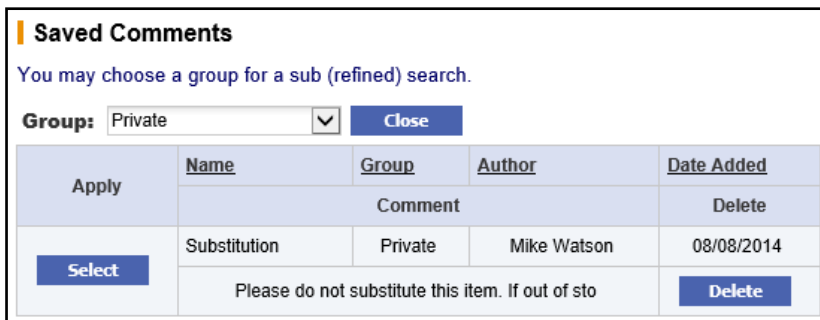 Saved Comments
You may choose a group for a sub (refined) search.
Group: Private Close
Apply Name Group Author Date Added
Comment Delete
Select Substitution Private Mike Watson 08/08/2014
Please do not substitute this item. If out of sto Delete